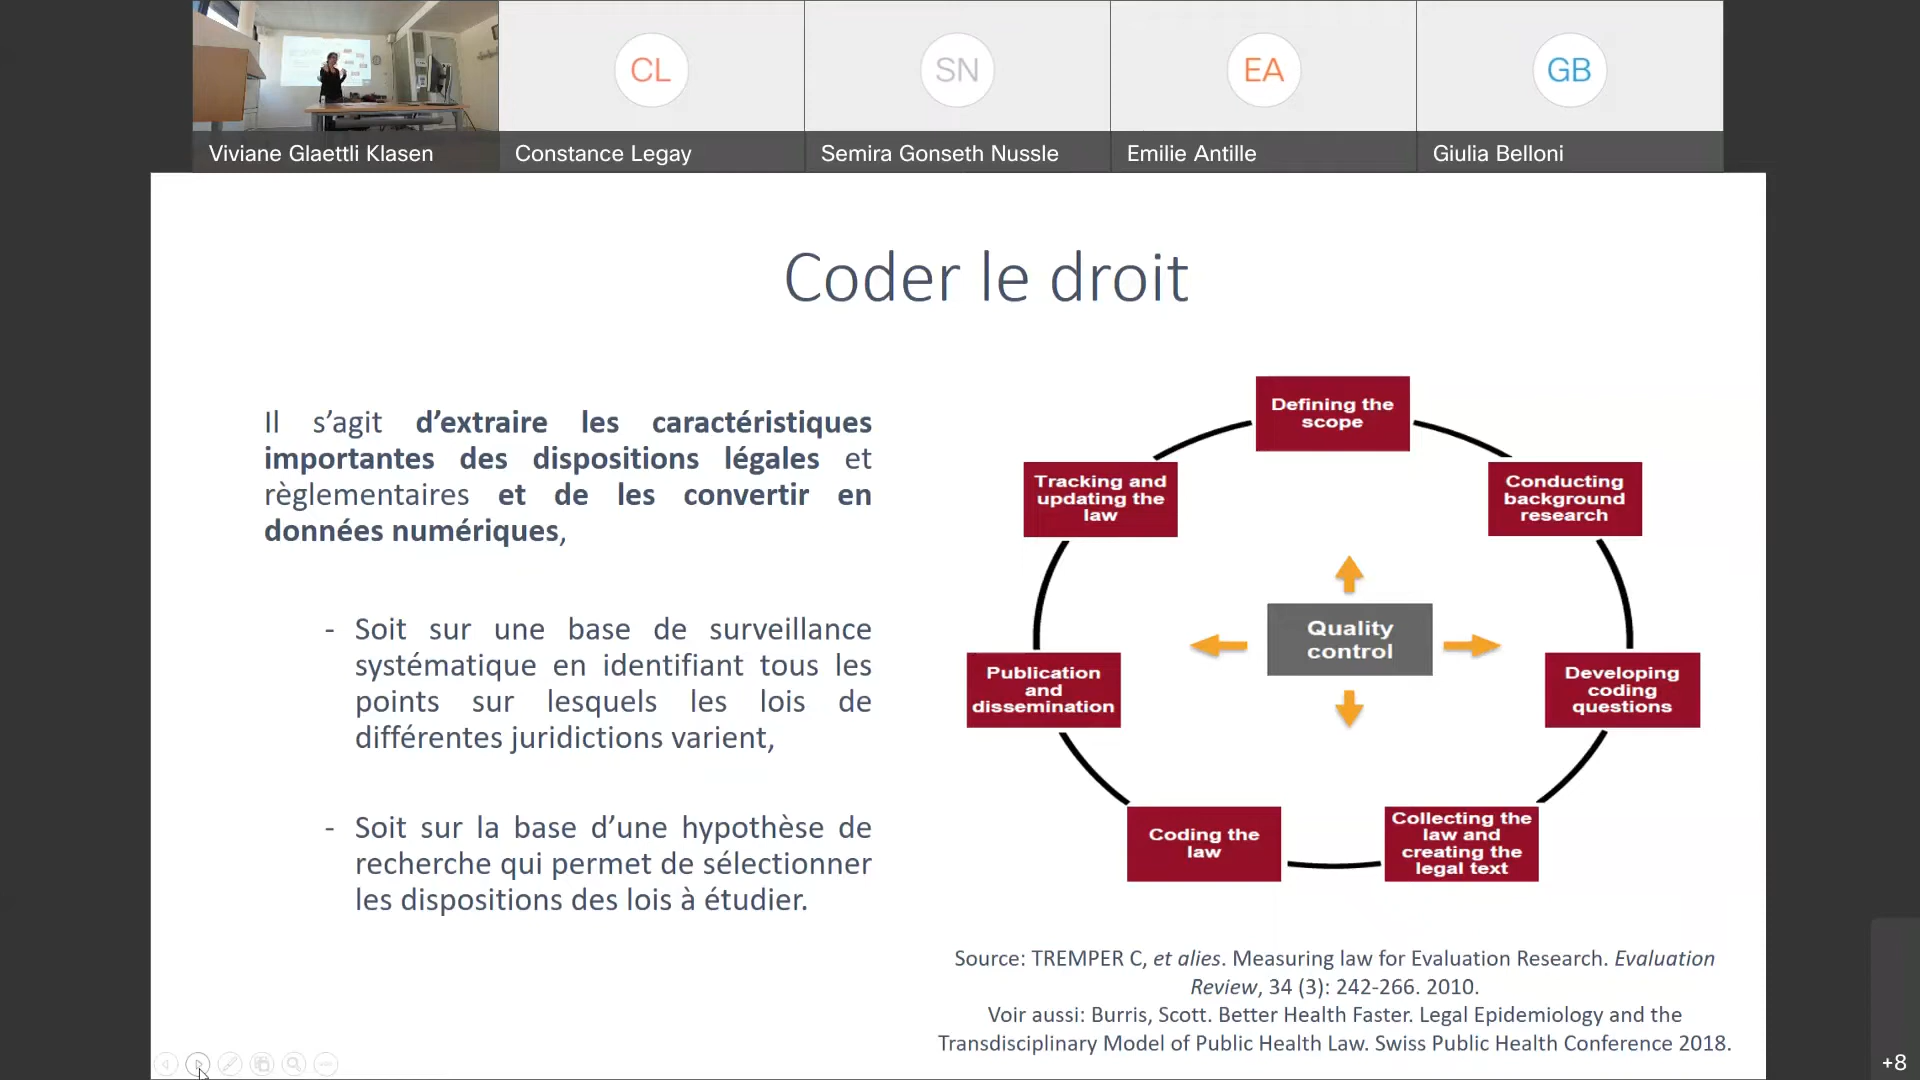 CL
SN
EA
GB
Viviane Glaettli Klasen
Constance Legay
Semira Gonseth Nussle
Emilie Antille
Giulia Belloni
Coder le droit
Il s’agit d’extraire les caractéristiques
importantes des dispositions légales et
règlementaires et de les convertir en
données numériques,
- Soit sur une base de surveillance
systématique en identifiant tous les
points sur lesquels les lois de
différentes juridictions varient,
- Soit sur la base d’une hypothèse de
recherche qui permet de sélectionner
les dispositions des lois à étudier.
Defining the
scope
Conducting
background
research
Developing
coding
questions
Collecting the
law and
creating the
legal text
Coding the
law
Publication
and
dissemination
Tracking and
updating the
law
Quality
control
Source: TREMPER C, et alies. Measuring law for Evaluation Research. Evaluation
Review, 34 (3): 242-266. 2010.
Voir aussi: Burris, Scott. Better Health Faster. Legal Epidemiology and the
Transdisciplinary Model of Public Health Law. Swiss Public Health Conference 2018.
+8